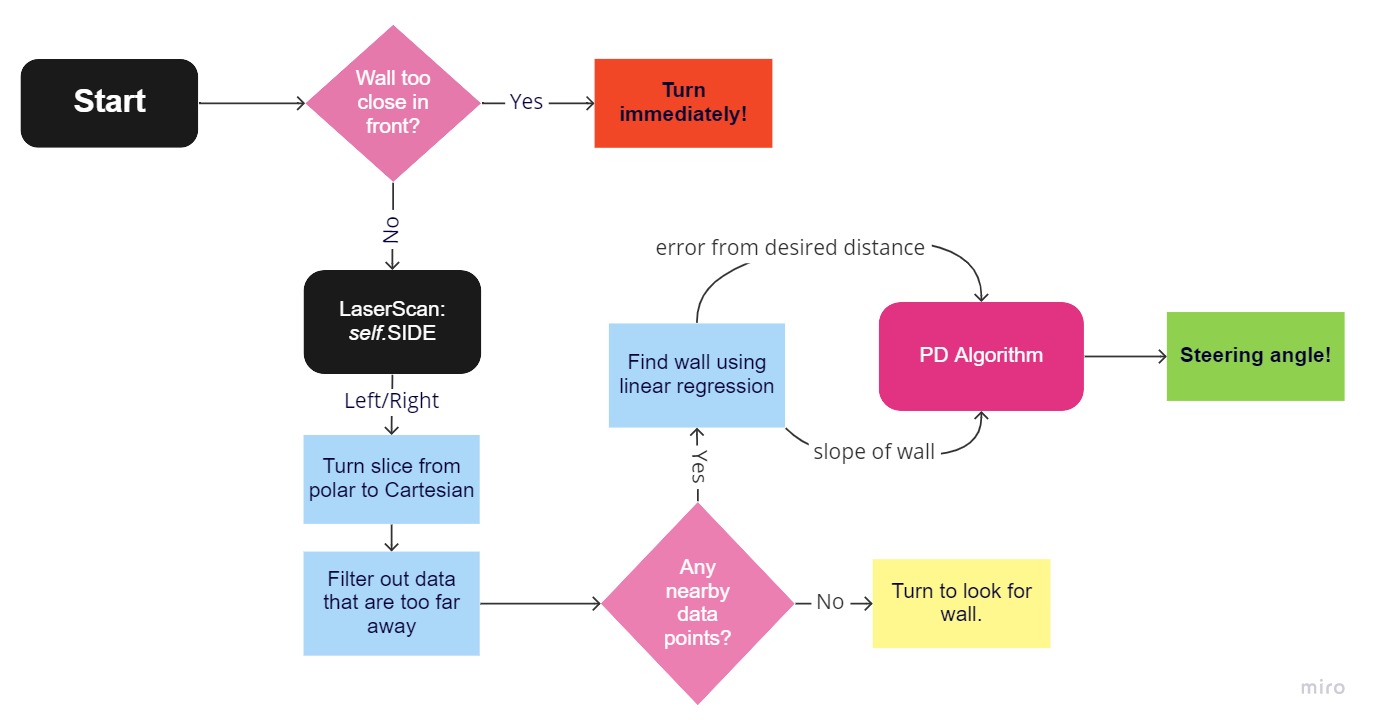 Start
Wall too
close in
front?
Yes
Turn
immediately!
No
LaserScan:
self.SIDE
Left/Right
Turn slice from
polar to Cartesian
Filter out data
that are too far
away
Any
nearby
data
points?
No
Turn to look for
wall.
Yes
Find wall using
linear regression
error from desired distance
slope of wall
PD Algorithm
Steering angle!
miro